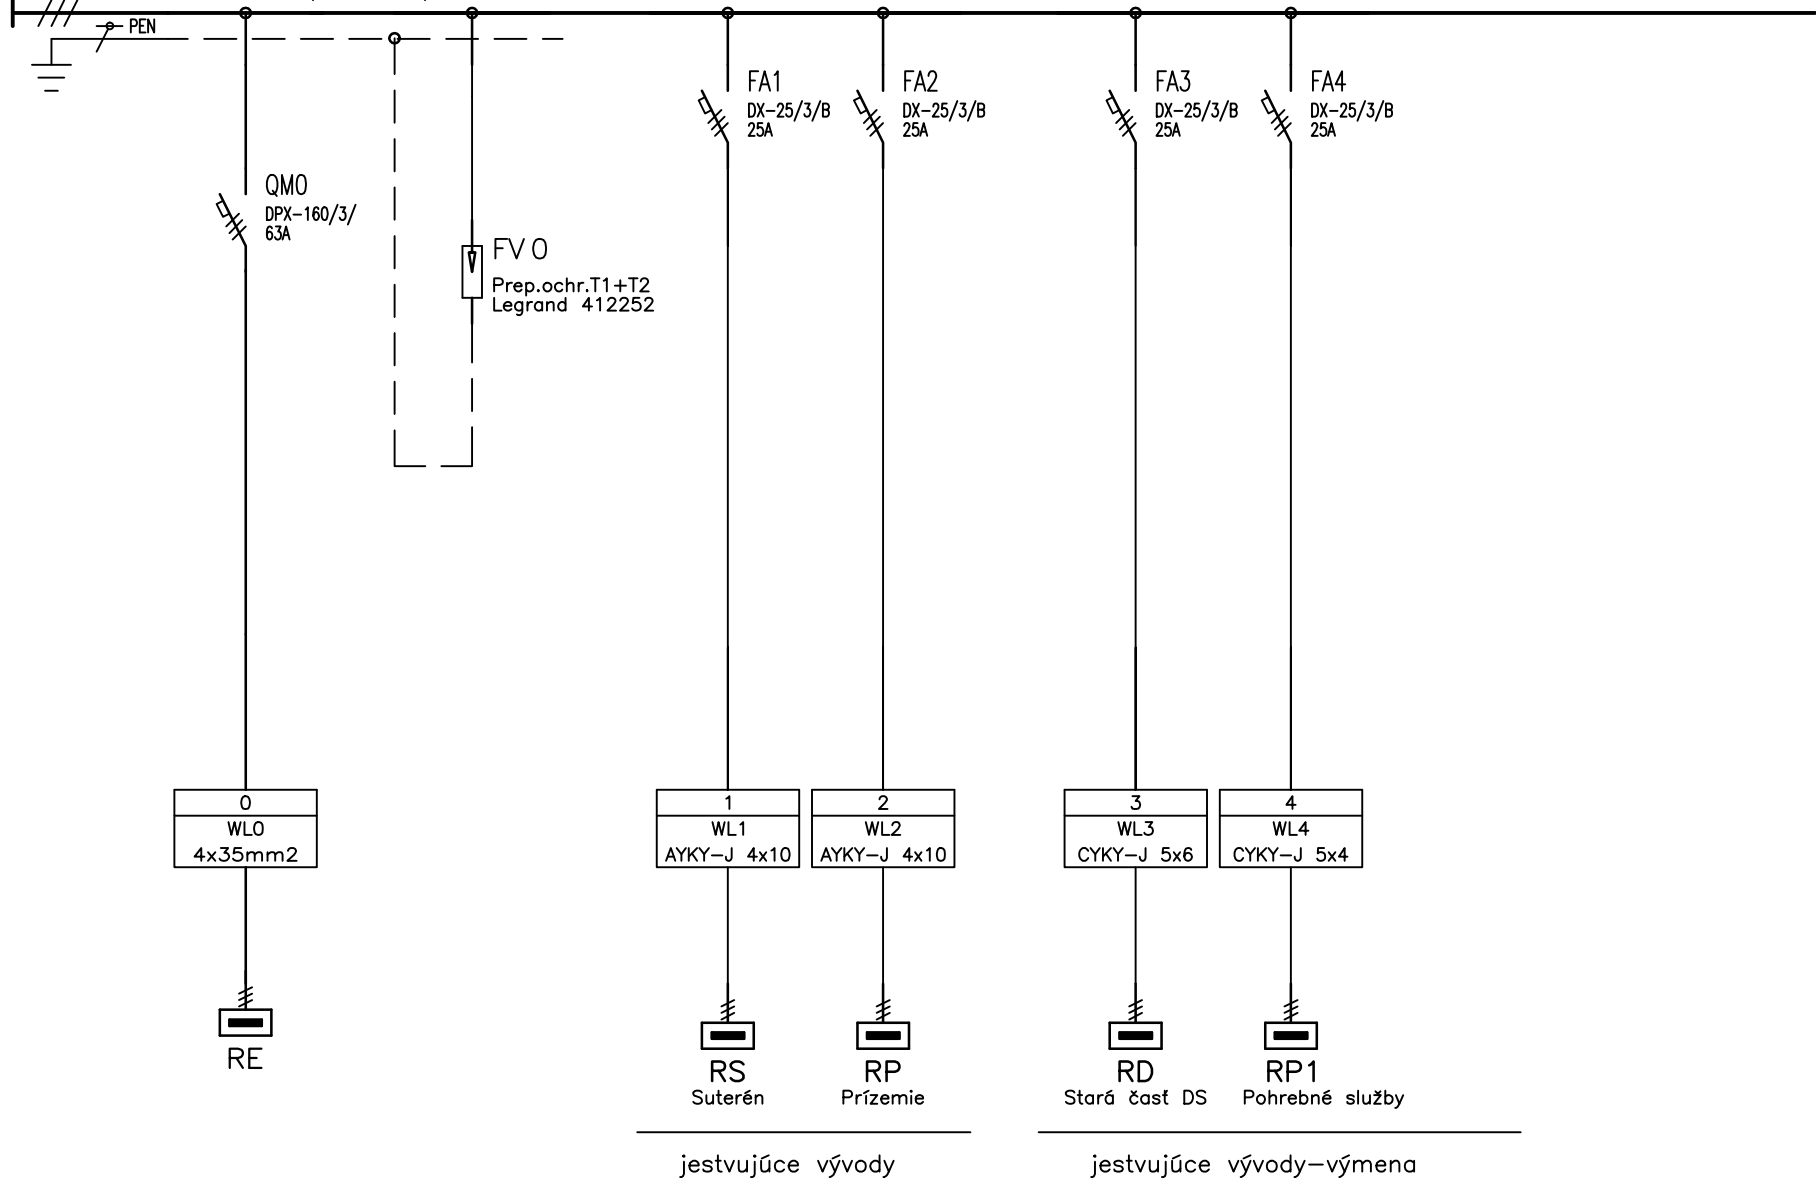 PEN
QM0
DPX-160/3/
63A
FV 0
Prep.ochr.T1+T2
Legrand 412252
FA1
DX-25/3/B
25A
FA2
DX-25/3/B
25A
FA3
DX-25/3/B
25A
FA4
DX-25/3/B
25A
0
WL0
4x35mm2
1
WL1
AYKY-J 4x10
2
WL2
AYKY-J 4x10
3
WL3
CYKY-J 5x6
4
WL4
CYKY-J 5x4
RE
RS
Suterén
RP
Prízemie
RD
Stará časť DS
RP1
Pohrebné služby
jestvujúce vývody
jestvujúce vývody-výmena